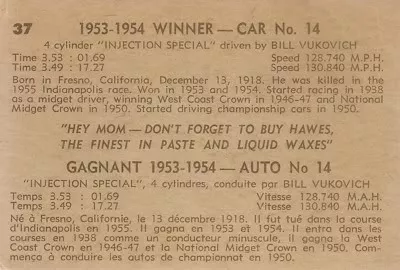 37
1953-1954 WINNER — CAR No. 14
4 cylinder "INJECTION SPECIAL" driven by BILL VUKOVICH
Time 3.53 : 01.69 Speed 128.740 M.P.H.
Time 3.49 : 17.27 Speed 130.840 M.P.H.
Born in Fresno, California, December 13, 1918. He was killed in the
1955 Indianapolis race. Won in 1953 and 1954. Started racing in 1938
as a midget driver, winning West Coast Crown in 1946-47 and National
Midget Crown in 1950. Started driving championship cars in 1950.
"HEY MOM — DON'T FORGET TO BUY HAWES,
THE FINEST IN PASTE AND LIQUID WAXES"
GAGNANT 1953-1954 — AUTO No 14
"INJECTION SPECIAL", 4 cylindres, conduite par BILL VUKOVICH
Temps 3.53 : 01.69 Vitesse 128.740 M.A.H.
Temps 3.49 : 17.27 Vitesse 130.840 M.A.H.
Né à Fresno, Californie, le 13 décembre 1918. Il fut tué dans la course
d'Indianapolis en 1955. Il gagna en 1953 et 1954. Il entra dans les
courses en 1938 comme un conducteur minuscule, il gagna la West
Coast Crown en 1946-47 et la National Midget Crown en 1950. Com-
mença à conduire les autos de championnat en 1950.